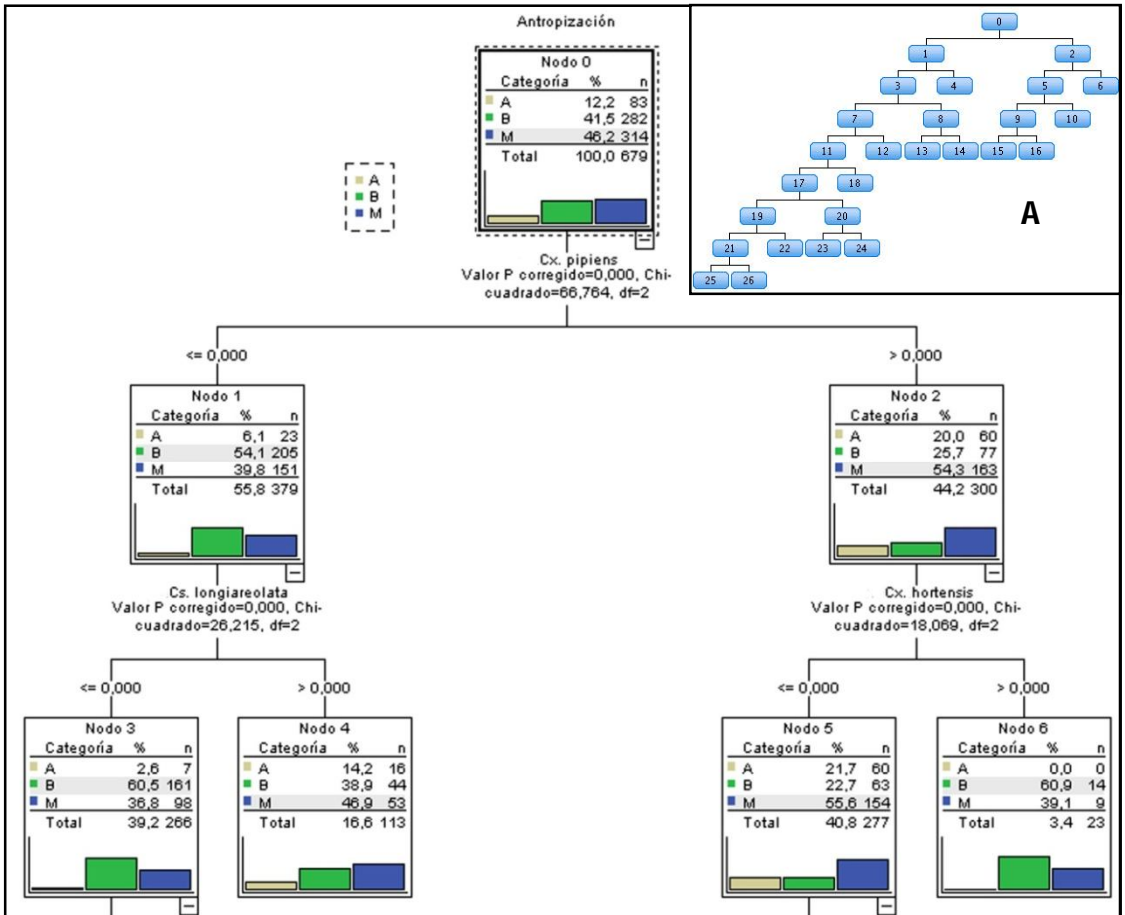 Antropización
Nodo 0
Categoría % n
A 12,2 83
B 41,5 282
M 46,2 314
Total 100,0 679
A
B
M
Cx. pipiens
Valor P corregido=0,000, Chi-
cuadrado=66,764, df=2
0
1 2
3 4 5 6
7 8 9 10
11 12 13 14 15 16
17 18
19 20
21 22 23 24
25 26
A
<= 0,000
> 0,000
Nodo 1
Categoría % n
A 6,1 23
B 54,1 205
M 39,8 151
Total 55,8 379
Cs. longiareolata
Valor P corregido=0,000, Chi-
cuadrado=26,215, df=2
Nodo 2
Categoría % n
A 20,0 60
B 25,7 77
M 54,3 163
Total 44,2 300
Cx. hortensis
Valor P corregido=0,000, Chi-
cuadrado=18,069, df=2
<= 0,000
> 0,000
<= 0,000
> 0,000
Nodo 3
Categoría % n
A 2,6 7
B 60,5 161
M 36,8 98
Total 39,2 266
Nodo 4
Categoría % n
A 14,2 16
B 38,9 44
M 46,9 53
Total 16,6 113
Nodo 5
Categoría % n
A 21,7 60
B 22,7 63
M 55,6 154
Total 40,8 277
Nodo 6
Categoría % n
A 0,0 0
B 60,9 14
M 39,1 9
Total 3,4 23